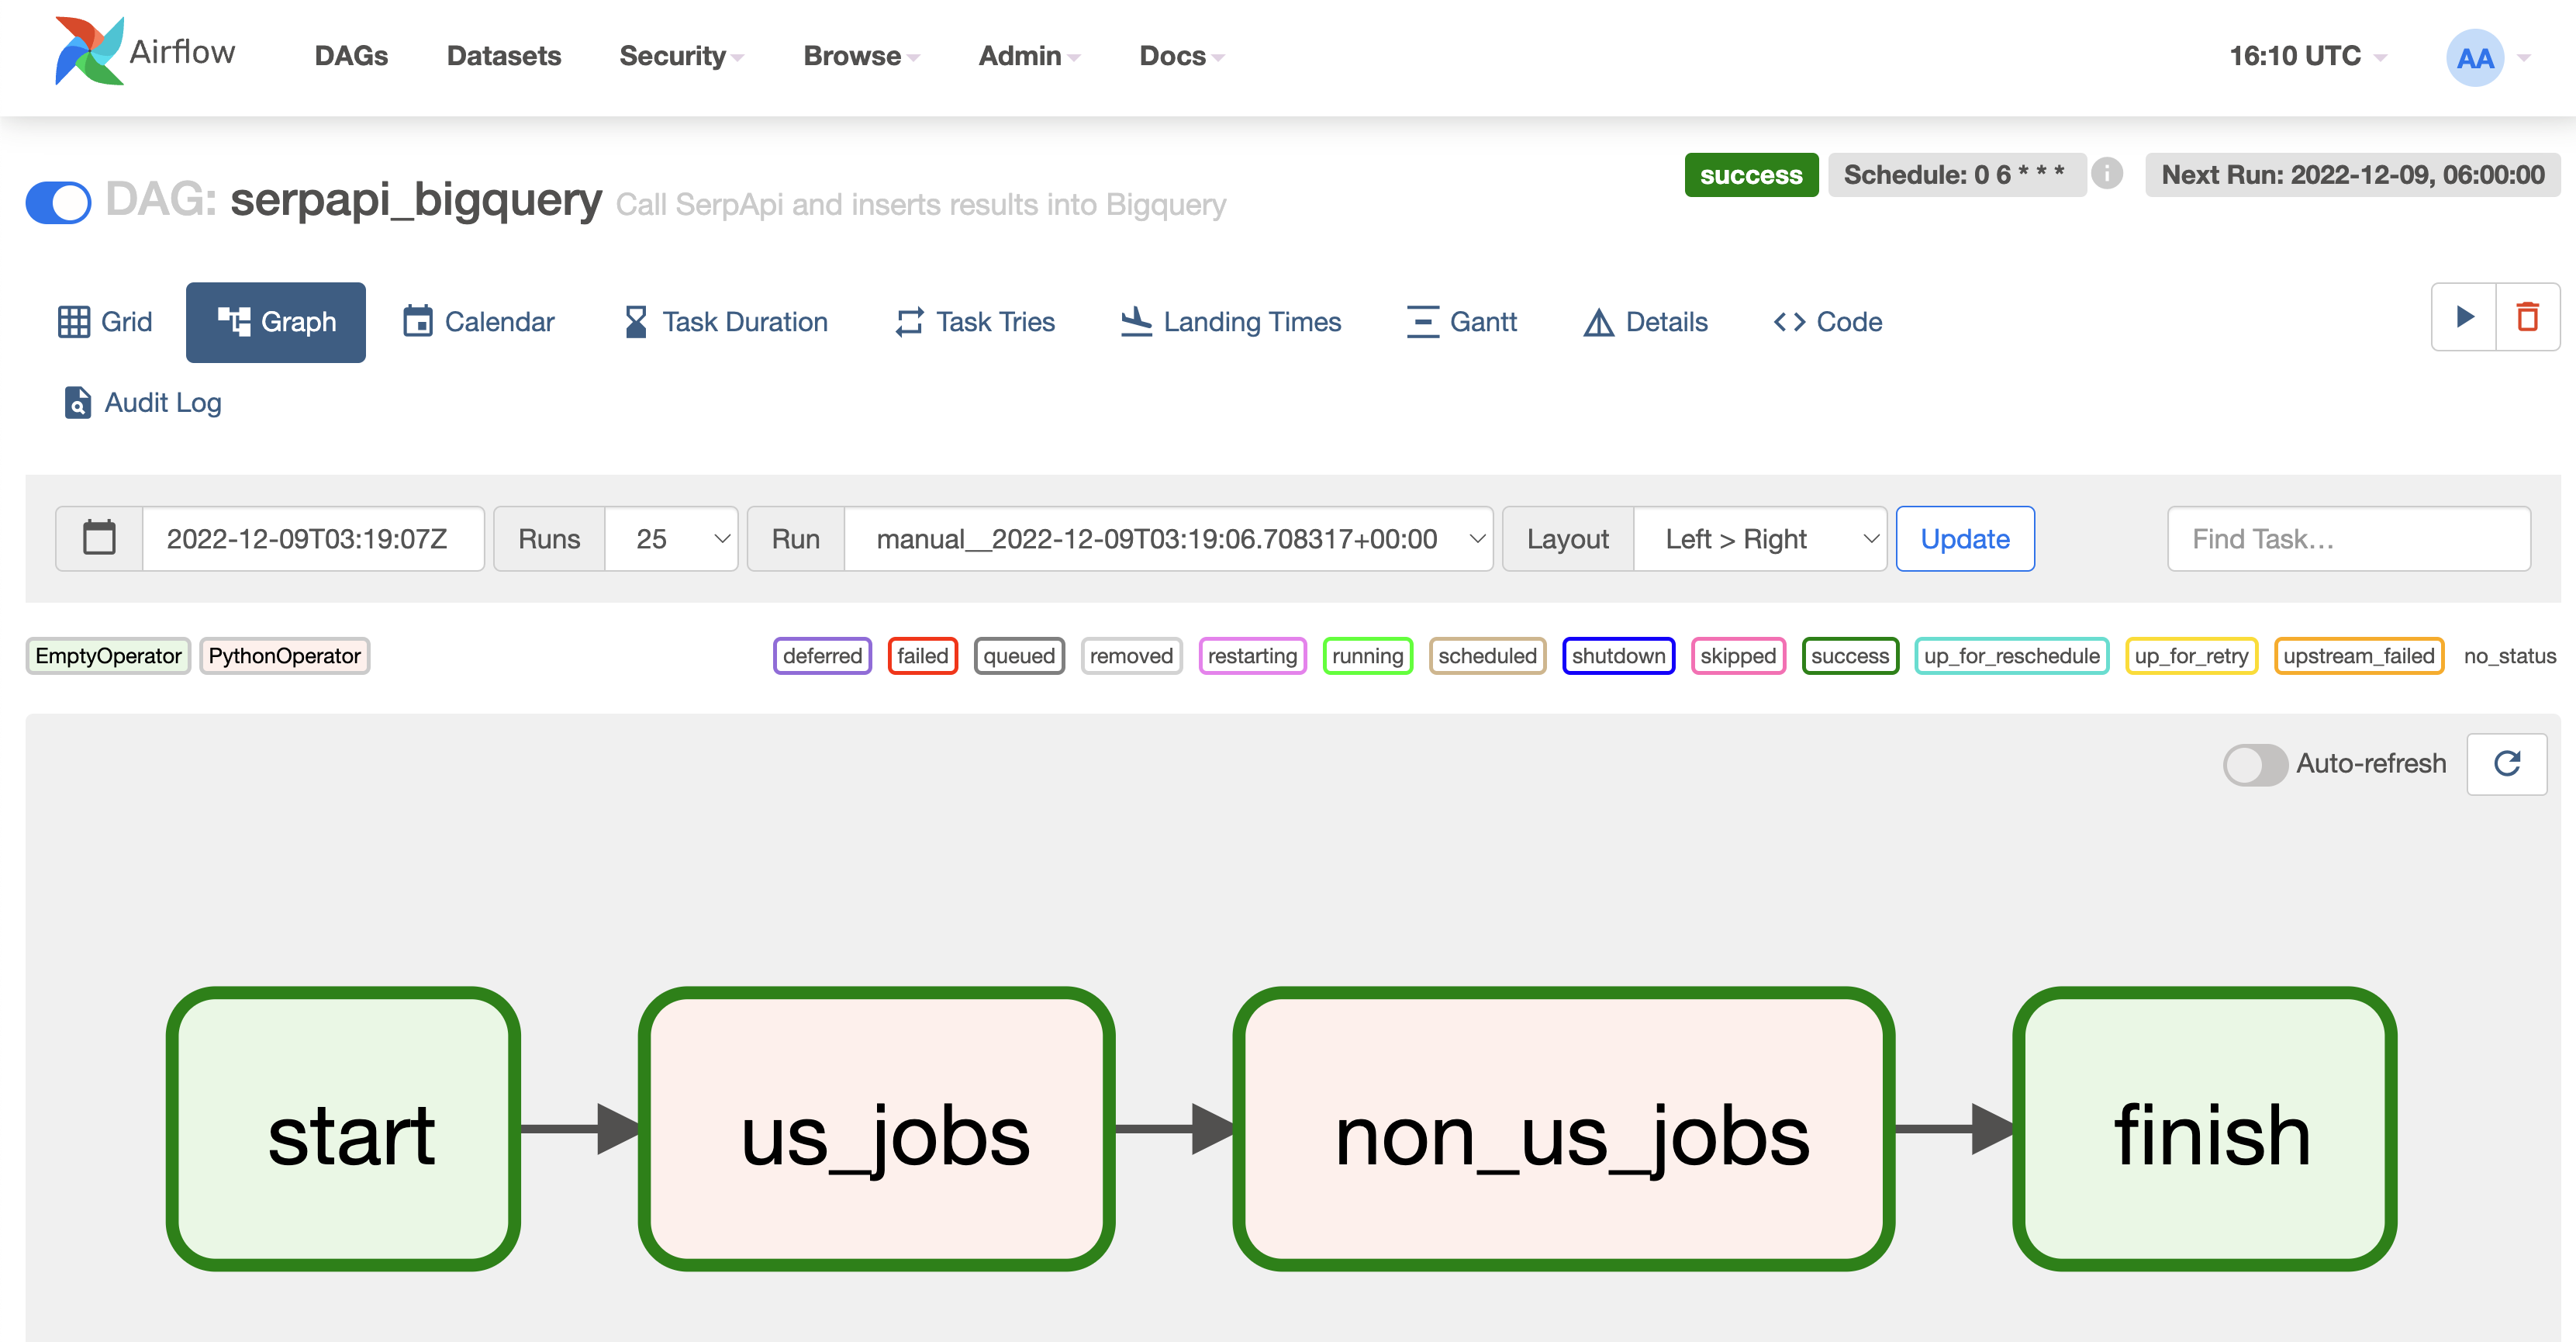 Airflow DAGs Datasets Security Browse Admin Docs 16:10 UTC AA
success Schedule: 0 6 * * * i Next Run: 2022-12-09, 06:00:00
DAG: serpapi_bigquery Call SerpApi and inserts results into Bigquery
Grid Graph Calendar Task Duration Task Tries Landing Times Gantt Details Code
Audit Log
2022-12-09T03:19:07Z Runs 25 Run manual__2022-12-09T03:19:06.708317+00:00 Layout Left > Right Update Find Task…
EmptyOperator PythonOperator deferred failed queued removed restarting running scheduled shutdown skipped success up_for_reschedule up_for_retry upstream_failed no_status
Auto-refresh
start us_jobs non_us_jobs finish